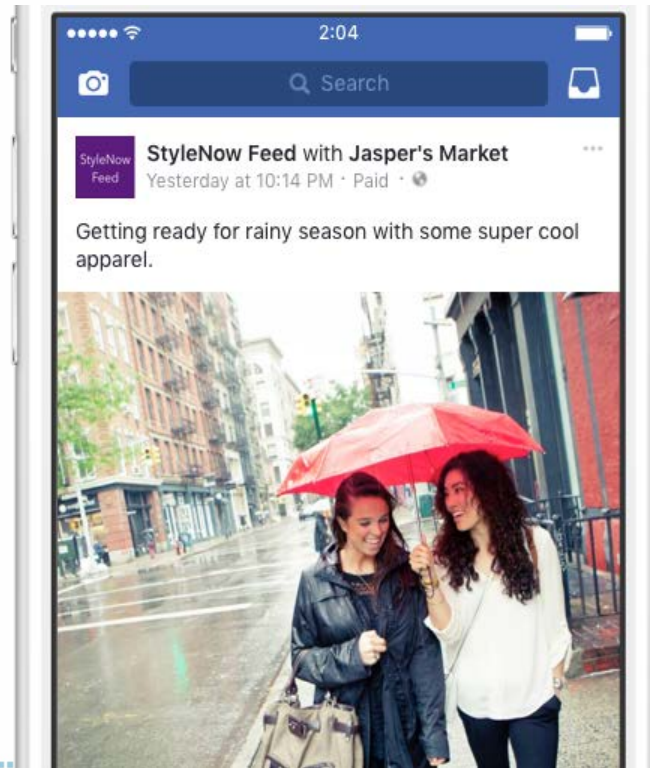 2:04
Search
StyleNow
Feed
StyleNow Feed with Jasper's Market
Yesterday at 10:14 PM · Paid ·
Getting ready for rainy season with some super cool
apparel.